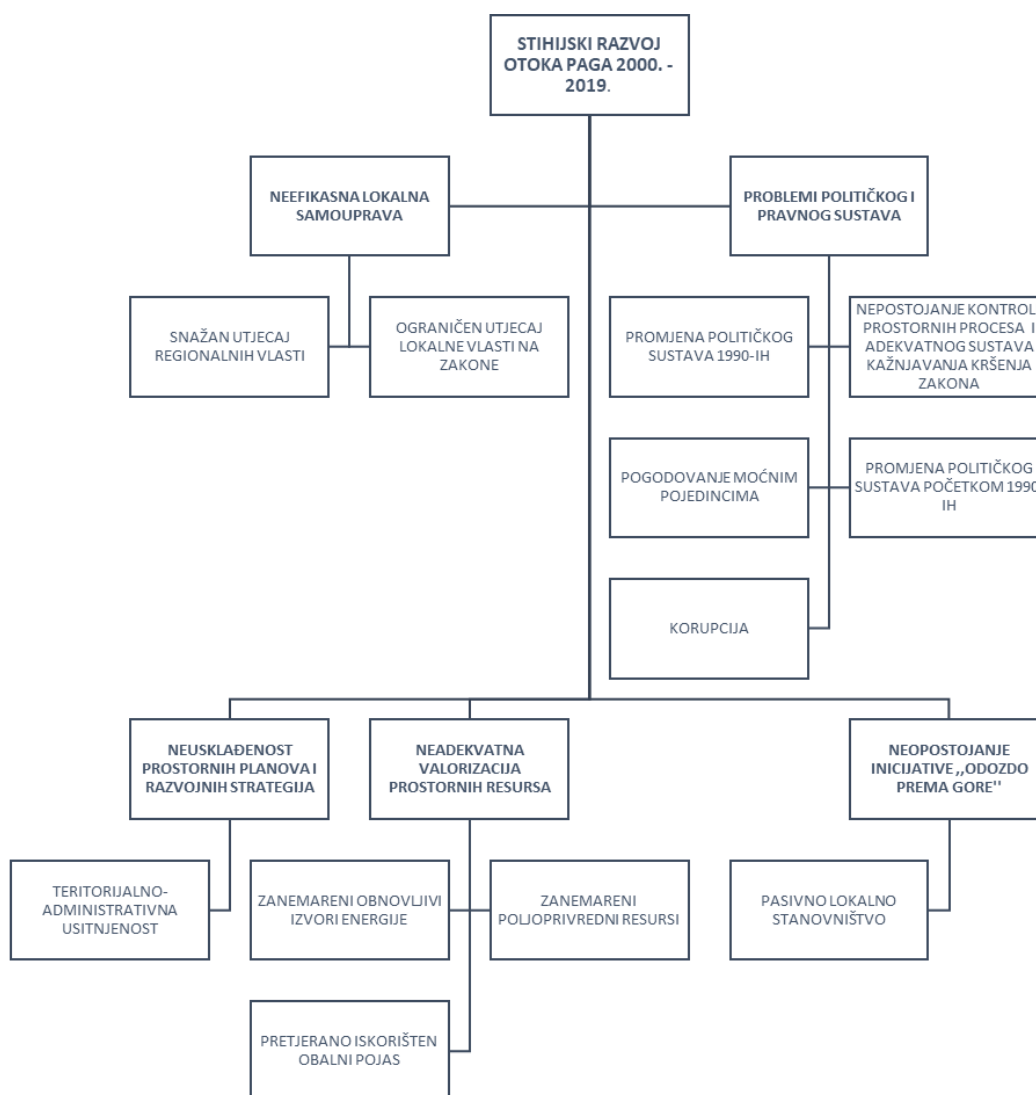 STIHIJSKI RAZVOJ
OTOKA PAGA 2000. -
2019.
NEEFIKASNA LOKALNA
SAMOUPRAVA
PROBLEMI POLITIČKOG I
PRAVNOG SUSTAVA
SNAŽAN UTJECAJ
REGIONALNIH VLASTI
OGRANIČEN UTJECAJ
LOKALNE VLASTI NA
ZAKONE
PROMJENA POLITIČKOG
SUSTAVA 1990-IH
NEPOSTOJANJE KONTROL
PROSTORNIH PROCESA I
ADEKVATNOG SUSTAVA
KAŽNJAVANJA KRŠENJA
ZAKONA
POGODOVANJE MOĆNIM
POJEDINCIMA
PROMJENA POLITIČKOG
SUSTAVA POČETKOM 1990
IH
KORUPCIJA
NEUSKLAĐENOST
PROSTORNIH PLANOVA I
RAZVOJNIH STRATEGIJA
NEADEKVATNA
VALORIZACIJA
PROSTORNIH RESURSA
NEOPOSTOJANJE
INICIJATIVE ,,ODOZDO
PREMA GORE''
TERITORIJALNO-
ADMINISTRATIVNA
USITNJENOST
ZANEMARENI OBNOVLJIVI
IZVORI ENERGIJE
ZANEMARENI
POLJOPRIVREDNI RESURSI
PASIVNO LOKALNO
STANOVNIŠTVO
PRETJERANO ISKORIŠTEN
OBALNI POJAS